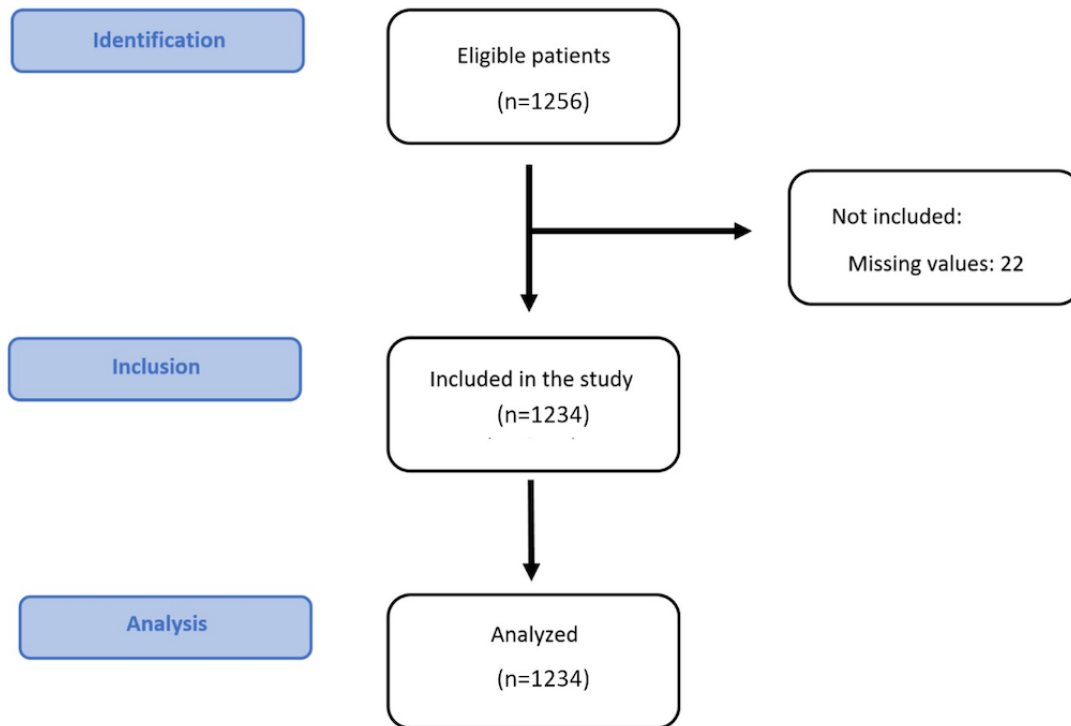 Identification
Eligible patients
(n=1256)
Not included:
Missing values: 22
Inclusion
Included in the study
(n=1234)
Analysis
Analyzed
(n=1234)